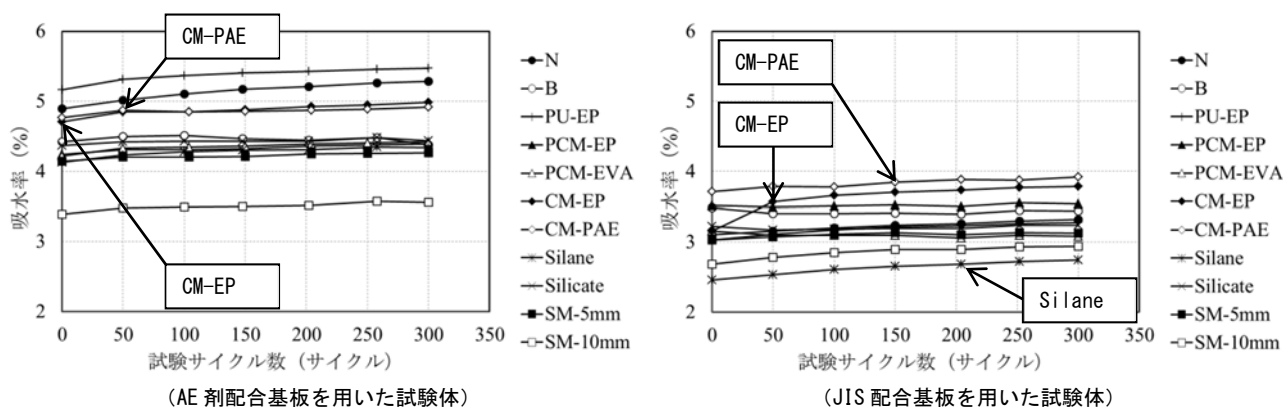 6
5
4
3
2
吸水率 (%)
0 50 100 150 200 250 300 350
試験サイクル数 (サイクル)
CM-PAE
CM-EP
N
B
PU-EP
PCM-EP
PCM-EVA
CM-EP
CM-PAE
Silane
Silicate
SM-5mm
SM-10mm
(AE 剤配合基板を用いた試験体)
6
5
4
3
2
吸水率 (%)
0 50 100 150 200 250 300 350
試験サイクル数 (サイクル)
CM-PAE
CM-EP
Silane
N
B
PU-EP
PCM-EP
PCM-EVA
CM-EP
CM-PAE
Silane
Silicate
SM-5mm
SM-10mm
(JIS 配合基板を用いた試験体)